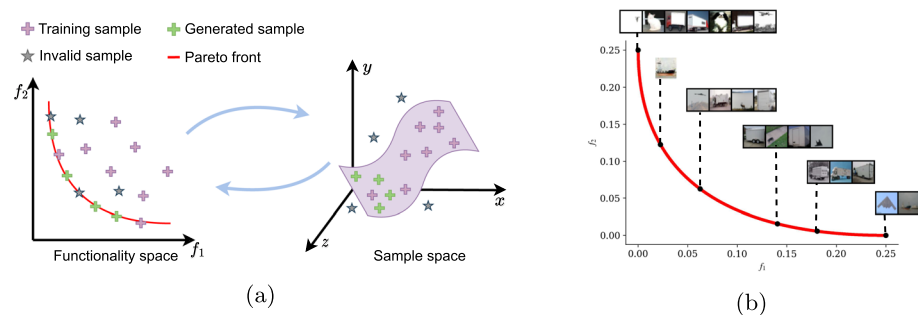 Training sample
Generated sample
Invalid sample
Pareto front
f2
f1
Functionality space
y
x
z
Sample space
(a)
0.25
0.20
0.15
0.10
0.05
0.00
f2
0.00 0.05 0.10 0.15 0.20 0.25
f1
(b)